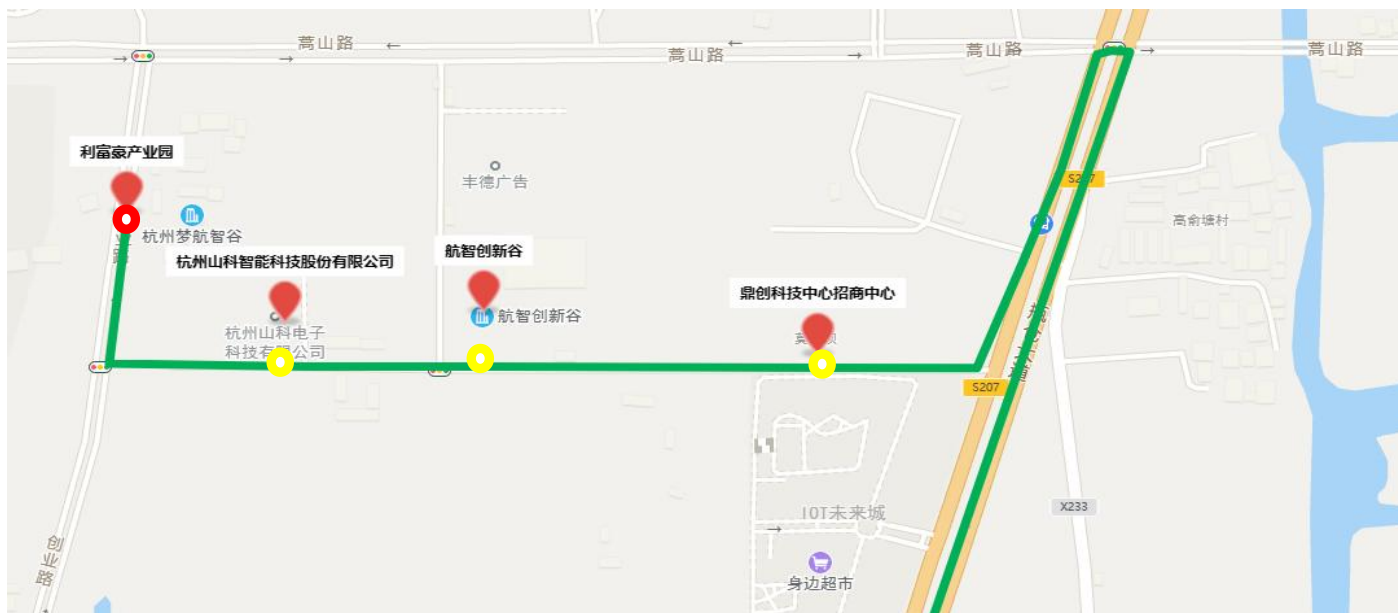 蒿山路
蒿山路
蒿山路
蒿山路
利富豪产业园
丰德广告
S207
高俞塘村
杭州梦航智谷
杭州山科智能科技股份有限公司
航智创新谷
航智创新谷
鼎创科技中心招商中心
杭州山科电子
科技有限公司
S207
X233
IOT未来城
创业路
身边超市